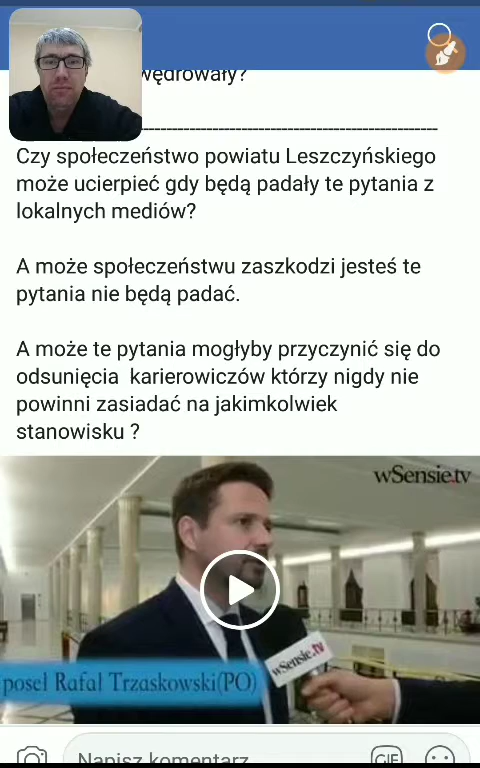 wędrowały?
Czy społeczeństwo powiatu Leszczyńskiego
może ucierpieć gdy będą padały te pytania z
lokalnych mediów?
A może społeczeństwu zaszkodzi jesteś te
pytania nie będą padać.
A może te pytania mogłyby przyczynić się do
odsunięcia karierowiczów którzy nigdy nie
powinni zasiadać na jakimkolwiek
stanowisku ?
wSensie.tv
wSensie.tv
poseł Rafał Trzaskowski(PO)
Napisz komentarz
GIF